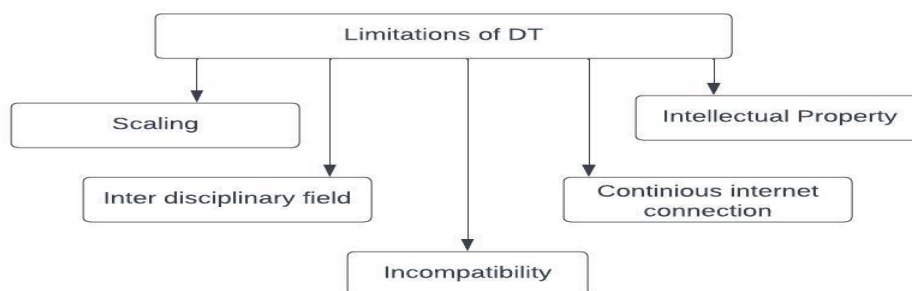 Limitations of DT
Scaling
Intellectual Property
Inter disciplinary field
Continious internet
connection
Incompatibility